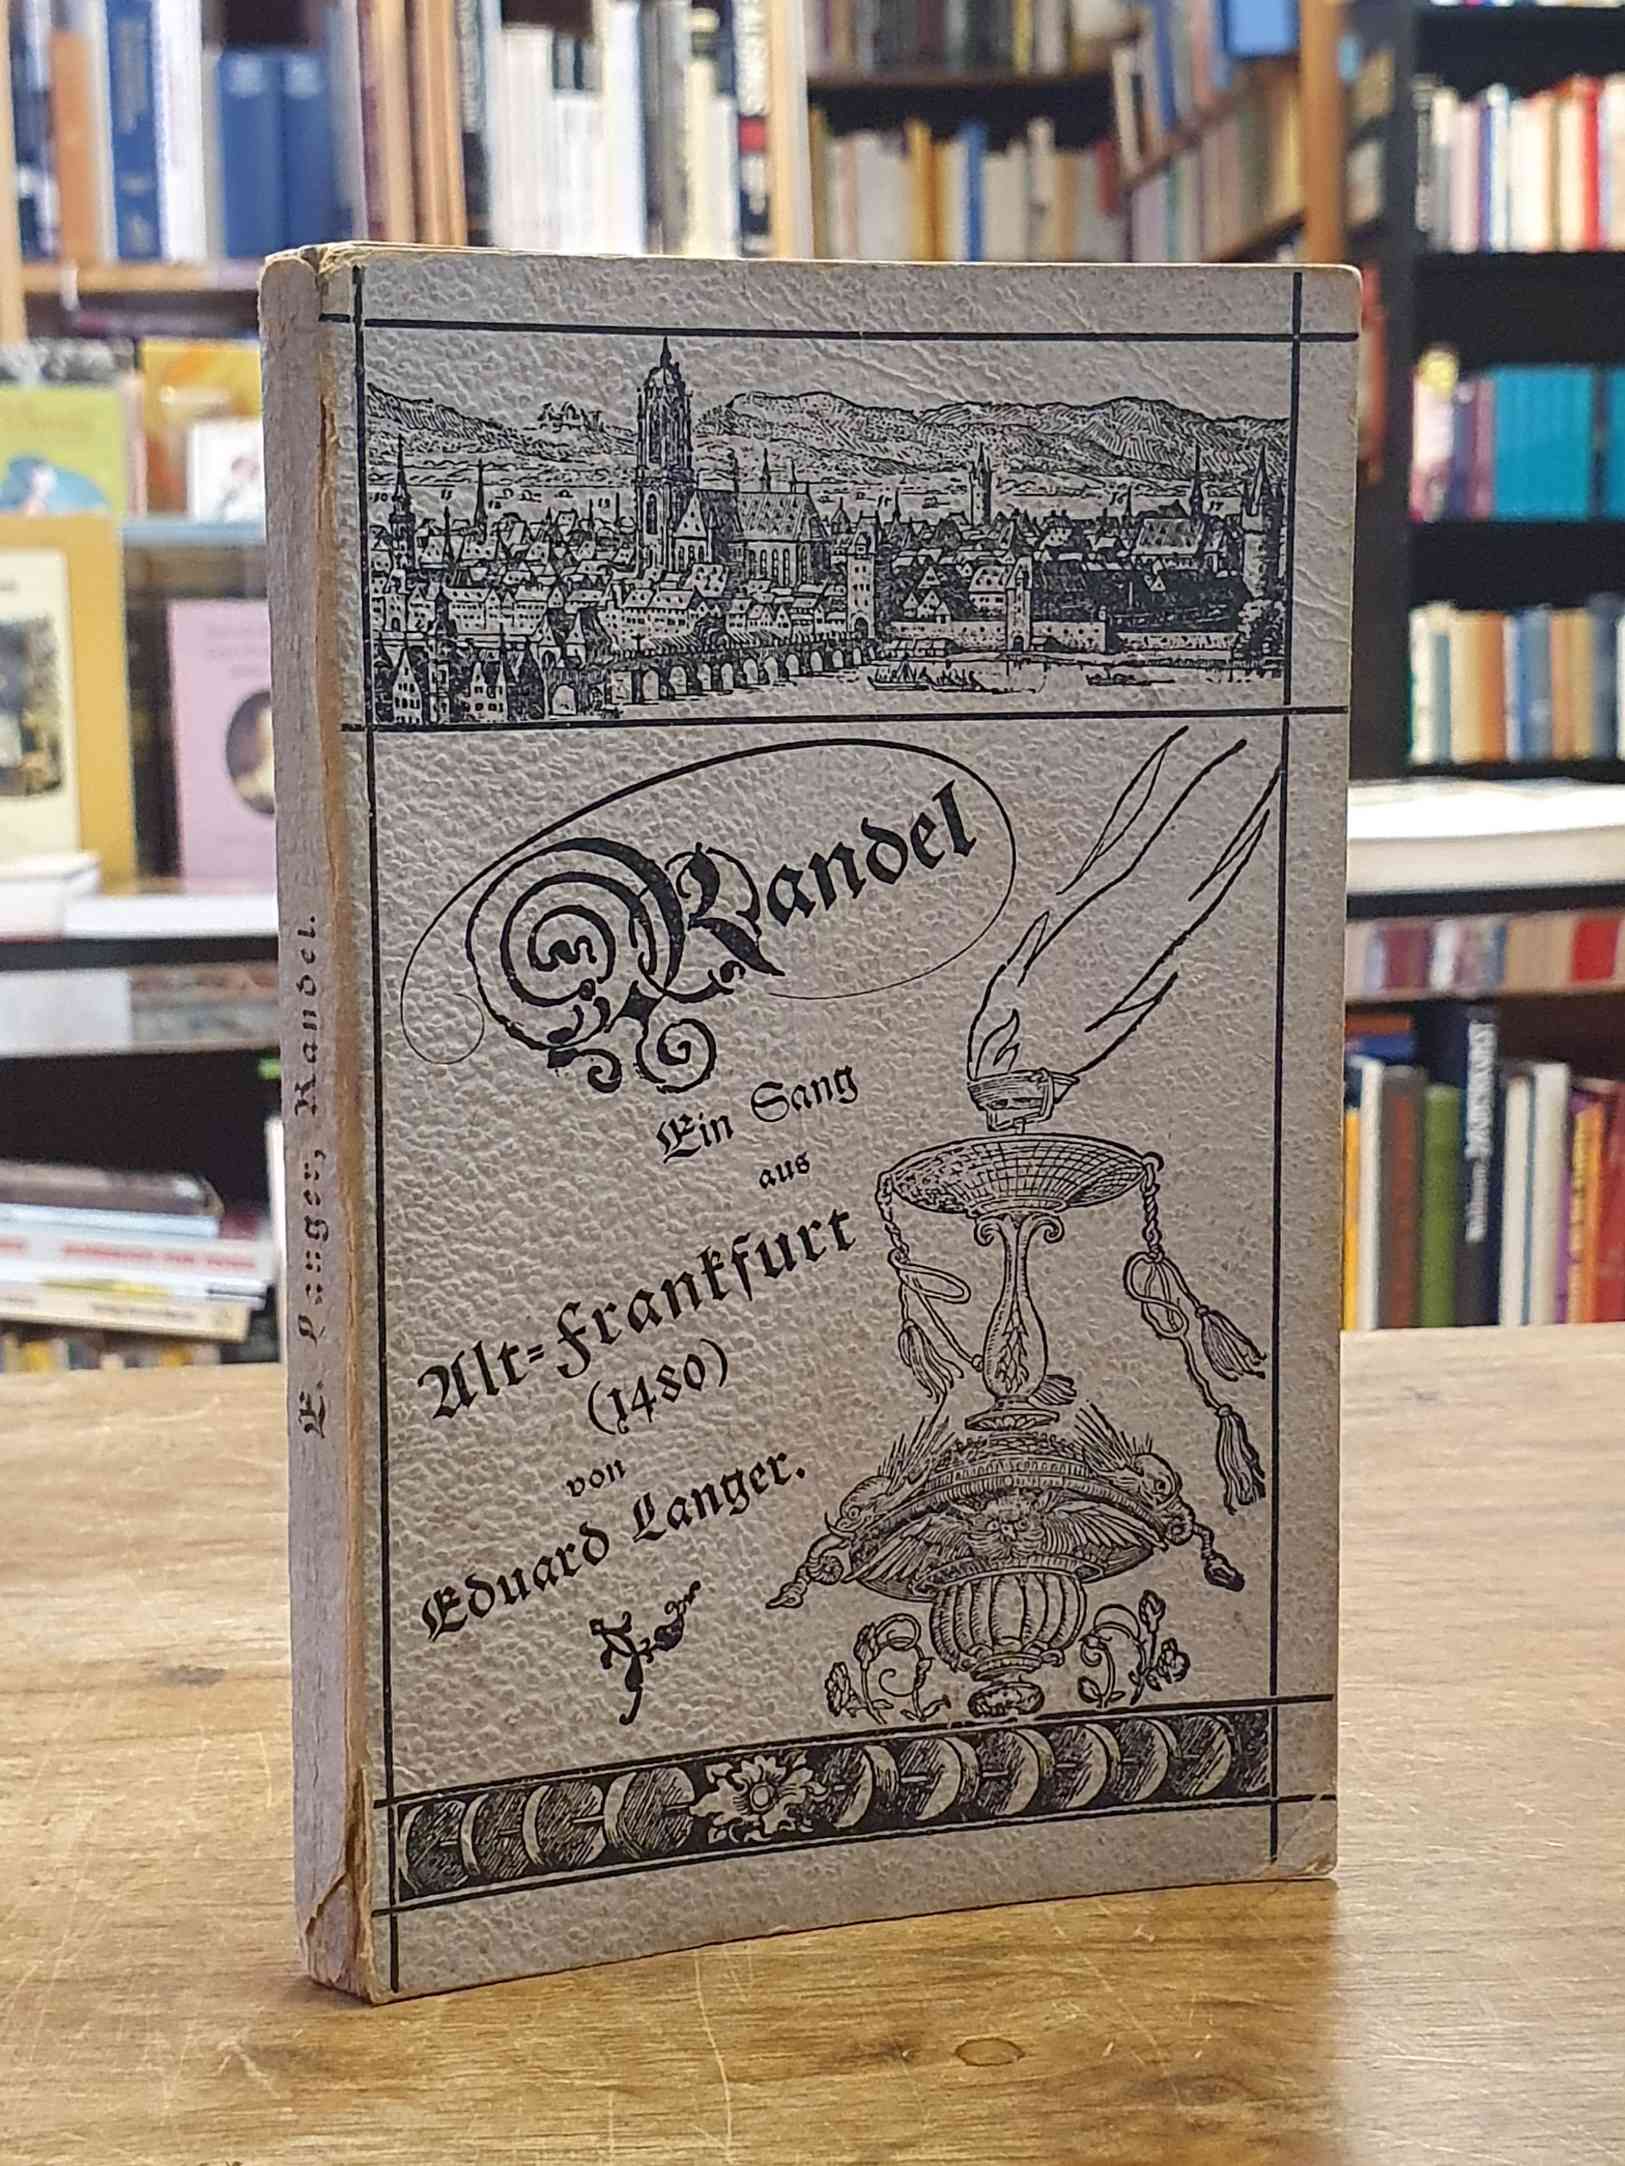 E. Langer, Randel.
Randel
Ein Sang
aus
Alt=Frankfurt
(1480)
von
Eduard Langer.